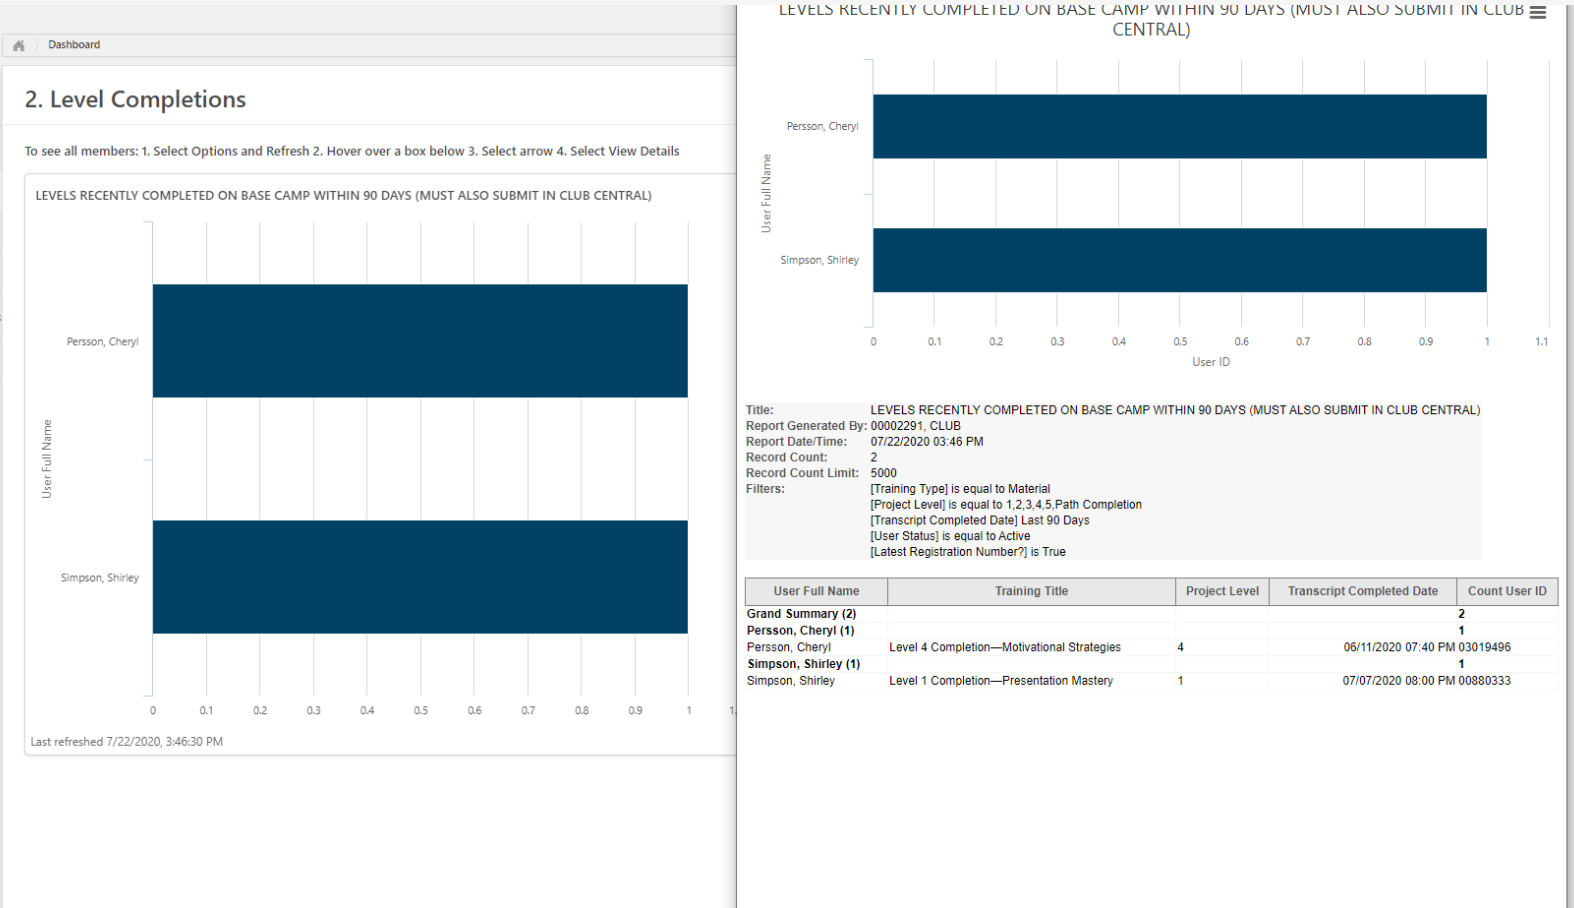 Dashboard
2. Level Completions
To see all members: 1. Select Options and Refresh 2. Hover over a box below 3. Select arrow 4. Select View Details
LEVELS RECENTLY COMPLETED ON BASE CAMP WITHIN 90 DAYS (MUST ALSO SUBMIT IN CLUB CENTRAL)
User Full Name
Persson, Cheryl
Simpson, Shirley
0 0.1 0.2 0.3 0.4 0.5 0.6 0.7 0.8 0.9 1 1.
Last refreshed 7/22/2020, 3:46:30 PM
LEVELS RECENTLY COMPLETED ON BASE CAMP WITHIN 90 DAYS (MUST ALSO SUBMIT IN CLUB
CENTRAL)
User Full Name
Persson, Cheryl
Simpson, Shirley
0 0.1 0.2 0.3 0.4 0.5 0.6 0.7 0.8 0.9 1 1.1
User ID
Title: LEVELS RECENTLY COMPLETED ON BASE CAMP WITHIN 90 DAYS (MUST ALSO SUBMIT IN CLUB CENTRAL)
Report Generated By: 00002291, CLUB
Report Date/Time: 07/22/2020 03:46 PM
Record Count: 2
Record Count Limit: 5000
Filters: [Training Type] is equal to Material
[Project Level] is equal to 1,2,3,4,5,Path Completion
[Transcript Completed Date] Last 90 Days
[User Status] is equal to Active
[Latest Registration Number?] is True
User Full Name Training Title Project Level Transcript Completed Date Count User ID
Grand Summary (2) 2
Persson, Cheryl (1) 1
Persson, Cheryl Level 4 Completion—Motivational Strategies 4 06/11/2020 07:40 PM 03019496
Simpson, Shirley (1) 1
Simpson, Shirley Level 1 Completion—Presentation Mastery 1 07/07/2020 08:00 PM 00880333